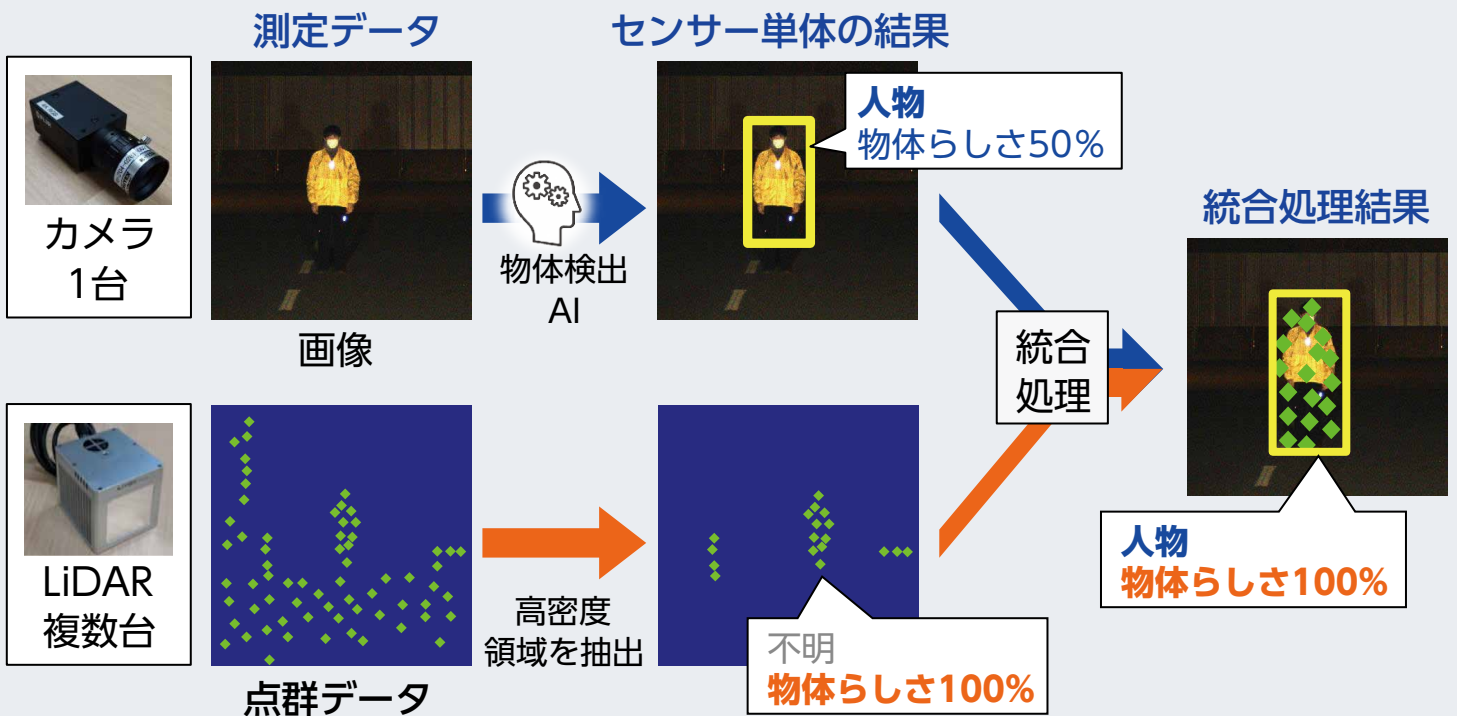 測定データ
センサー単体の結果
カメラ
1台
画像
物体検出
AI
人物
物体らしさ50%
統合処理結果
統合
処理
LiDAR
複数台
点群データ
高密度
領域を抽出
不明
物体らしさ100%
人物
物体らしさ100%